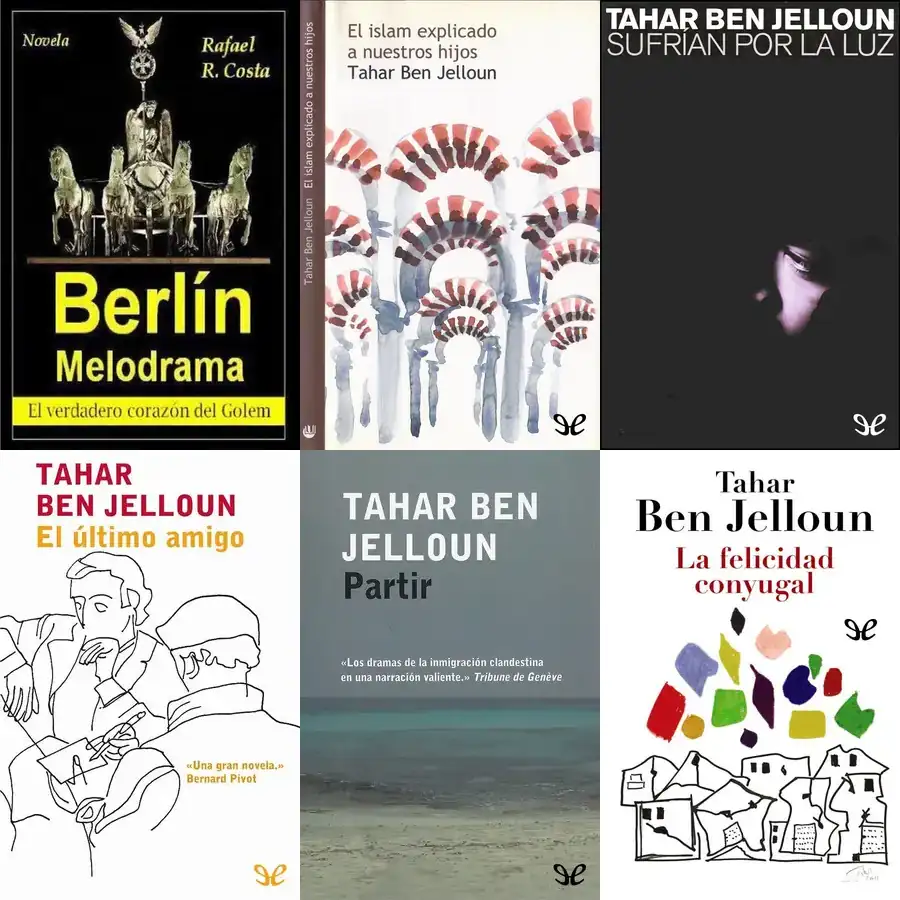 Novela
Rafael
R. Costa
Berlín
Melodrama
El verdadero corazón del Golem
Tahar Ben Jelloun El islam explicado a nuestros hijos
El islam explicado
a nuestros hijos
Tahar Ben Jelloun
TAHAR BEN JELLOUN
SUFRÍAN POR LA LUZ
TAHAR
BEN JELLOUN
El último amigo
«Una gran novela.»
Bernard Pivot
TAHAR BEN
JELLOUN
Partir
«Los dramas de la inmigración clandestina
en una narración valiente.» Tribune de Genève
Tahar
Ben Jelloun
La felicidad
conyugal